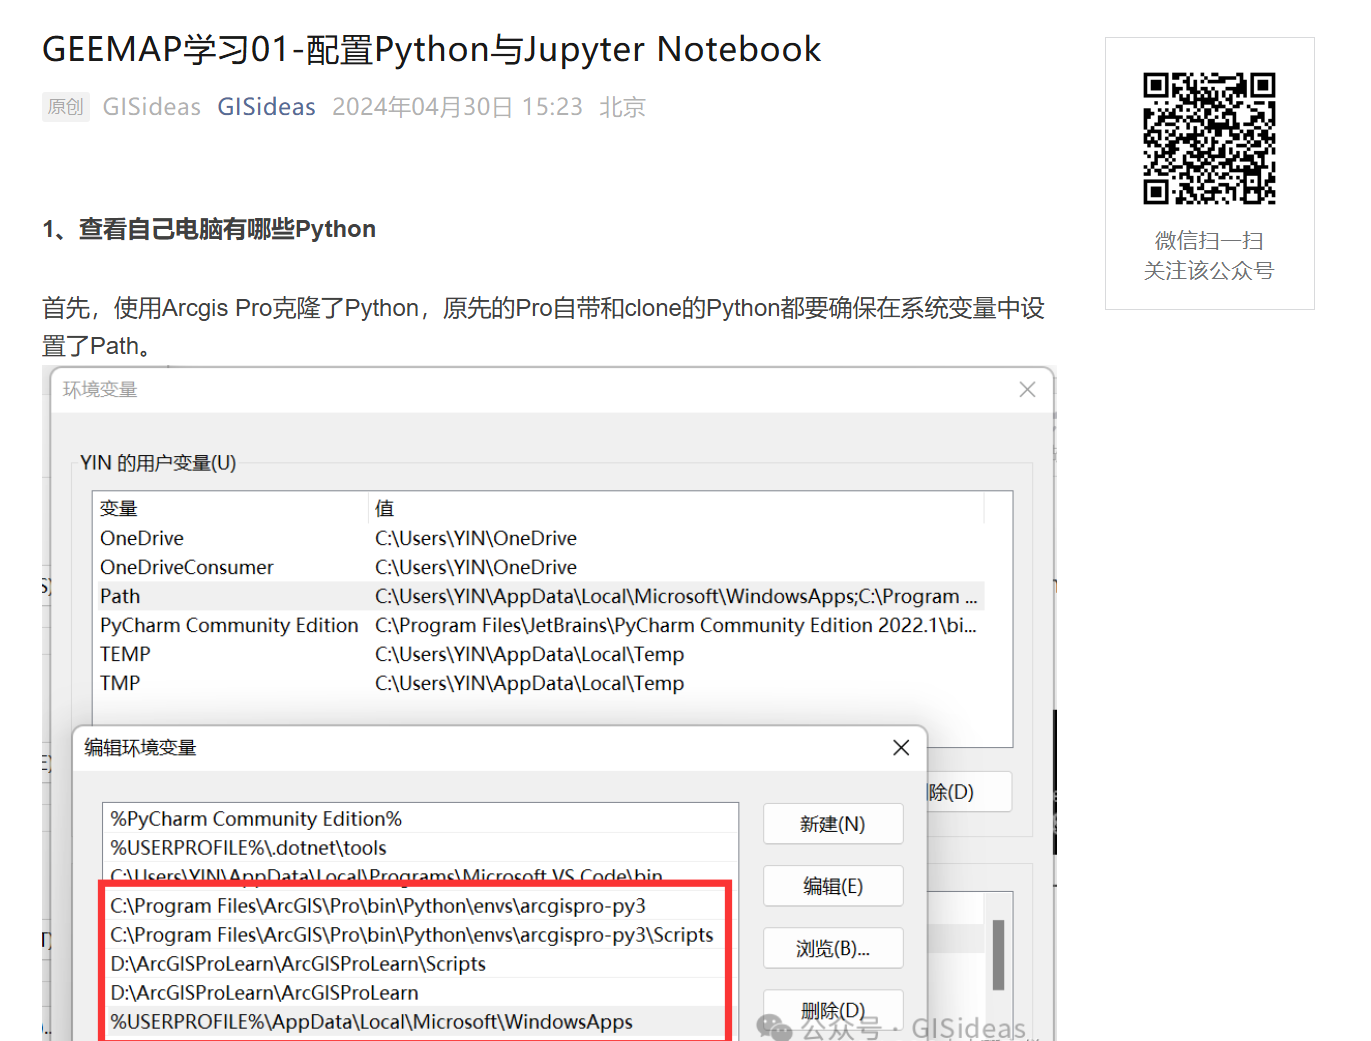 GEEMAP学习01-配置Python与Jupyter Notebook
原创 GISideas GISideas 2024年04月30日 15:23 北京
微信扫一扫
关注该公众号
1、查看自己电脑有哪些Python
首先，使用Arcgis Pro克隆了Python，原先的Pro自带和clone的Python都要确保在系统变量中设
置了Path。
环境变量
YIN 的用户变量(U)
变量 值
OneDrive C:\Users\YIN\OneDrive
OneDriveConsumer C:\Users\YIN\OneDrive
Path C:\Users\YIN\AppData\Local\Microsoft\WindowsApps;C:\Program ...
PyCharm Community Edition C:\Program Files\JetBrains\PyCharm Community Edition 2022.1\bi...
TEMP C:\Users\YIN\AppData\Local\Temp
TMP C:\Users\YIN\AppData\Local\Temp
编辑环境变量
除(D)
%PyCharm Community Edition%
新建(N)
%USERPROFILE%\.dotnet\tools
C:\Users\YIN\AppData\Local\Programs\Microsoft VS Code\bin
编辑(E)
C:\Program Files\ArcGIS\Pro\bin\Python\envs\arcgispro-py3
C:\Program Files\ArcGIS\Pro\bin\Python\envs\arcgispro-py3\Scripts
浏览(B)...
D:\ArcGISProLearn\ArcGISProLearn\Scripts
D:\ArcGISProLearn\ArcGISProLearn
删除(D)
%USERPROFILE%\AppData\Local\Microsoft\WindowsApps
公众号 · GISideas